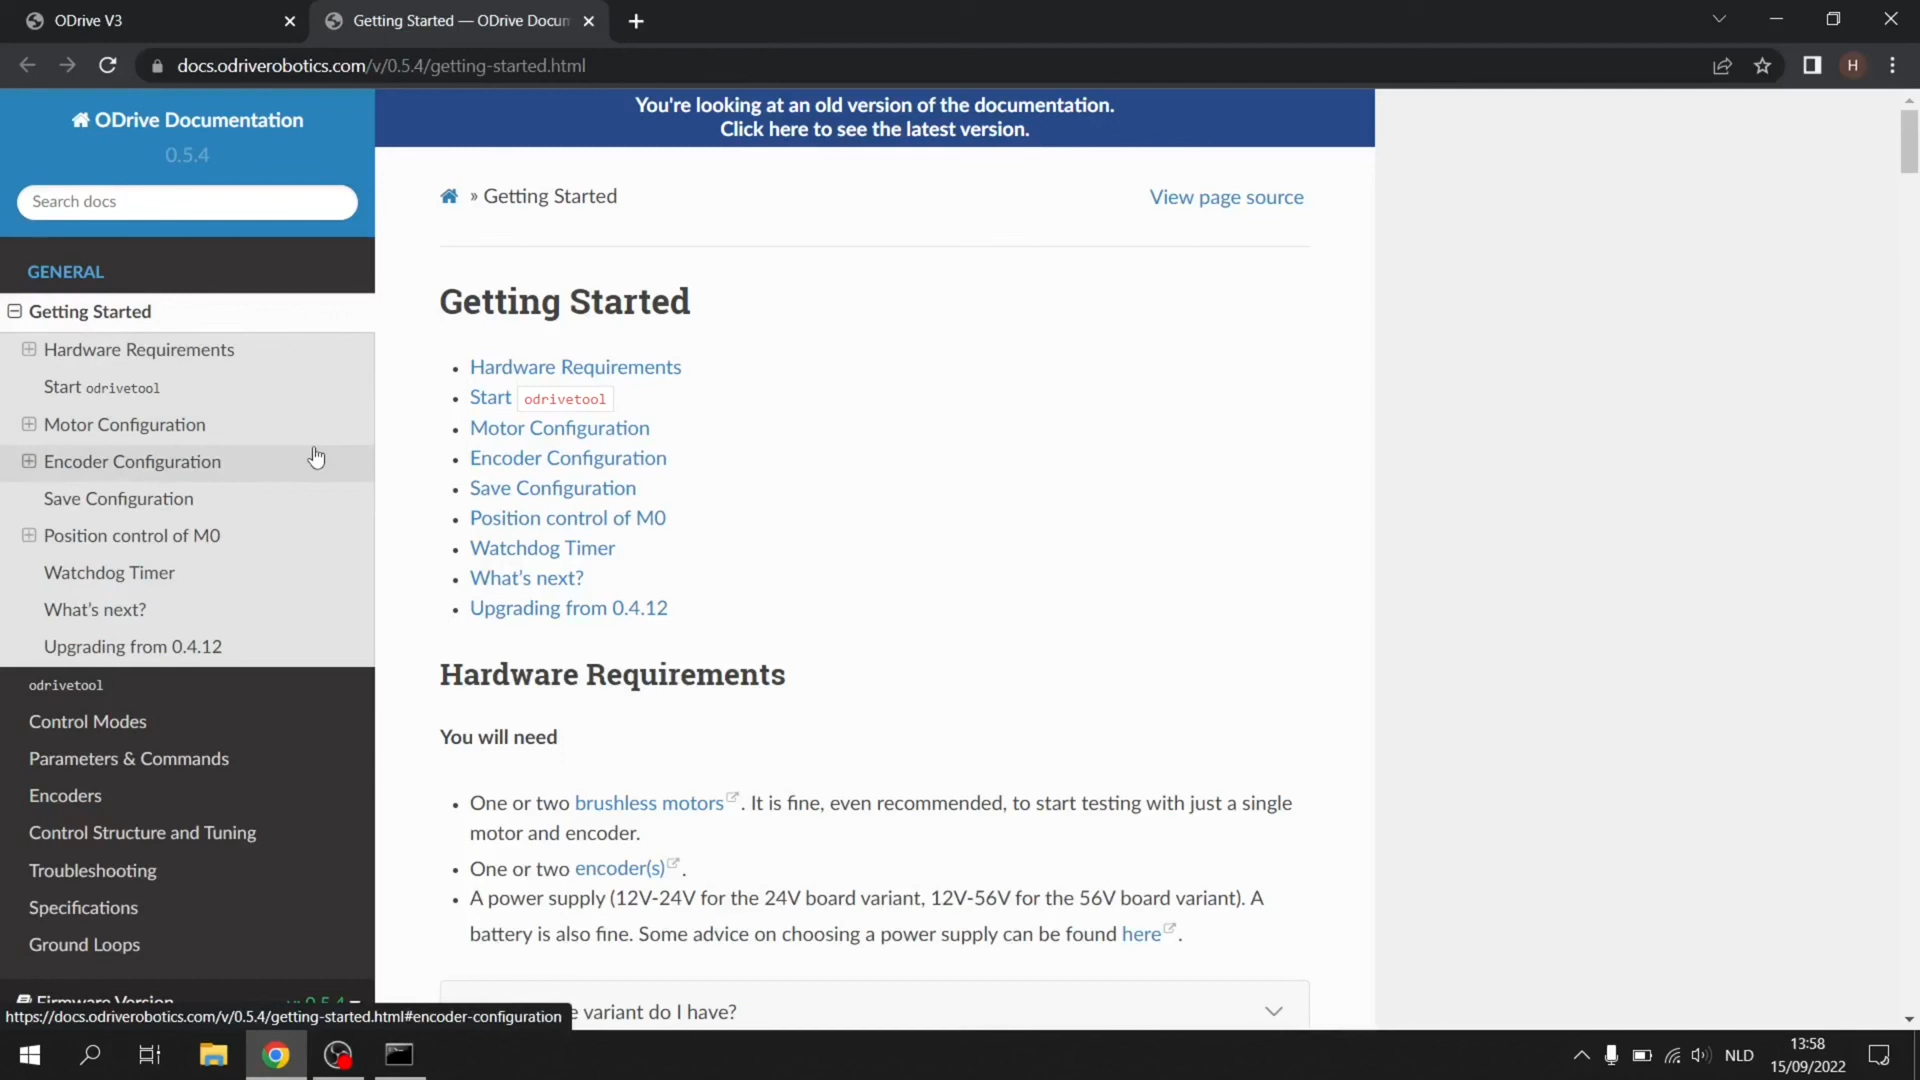 ODrive V3
Getting Started — ODrive Docum
docs.odriverobotics.com/v/0.5.4/getting-started.html
H
ODrive Documentation
0.5.4
Search docs
GENERAL
Getting Started
Hardware Requirements
Start odrivetool
Motor Configuration
Encoder Configuration
Save Configuration
Position control of M0
Watchdog Timer
What's next?
Upgrading from 0.4.12
odrivetool
Control Modes
Parameters & Commands
Encoders
Control Structure and Tuning
Troubleshooting
Specifications
Ground Loops
Firmware Version v: 0.5.4
https://docs.odriverobotics.com/v/0.5.4/getting-started.html#encoder-configuration
You're looking at an old version of the documentation.
Click here to see the latest version.
» Getting Started
View page source
Getting Started
Hardware Requirements
Start odrivetool
Motor Configuration
Encoder Configuration
Save Configuration
Position control of M0
Watchdog Timer
What's next?
Upgrading from 0.4.12
Hardware Requirements
You will need
One or two brushless motors. It is fine, even recommended, to start testing with just a single
motor and encoder.
One or two encoder(s).
A power supply (12V-24V for the 24V board variant, 12V-56V for the 56V board variant). A
battery is also fine. Some advice on choosing a power supply can be found here.
variant do I have?
NLD
13:58
15/09/2022